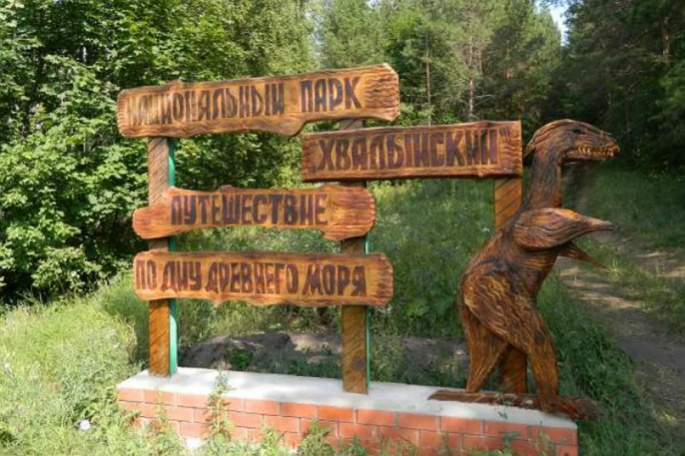 НАЦИОНАЛЬНЫЙ ПАРК
"ХВАЛЫНСКИЙ"
ПУТЕШЕСТВИЕ
ПО ДНУ ДРЕВНЕГО МОРЯ